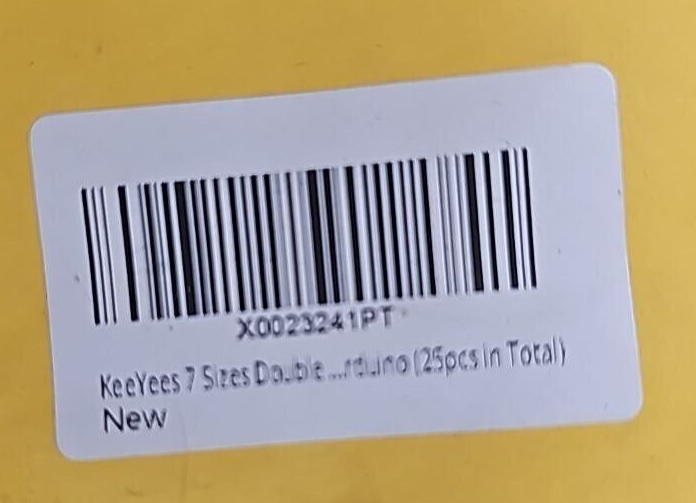 X0023241PT
KeeYees 7 Sizes Double ...rduino (25pcs in Total)
New